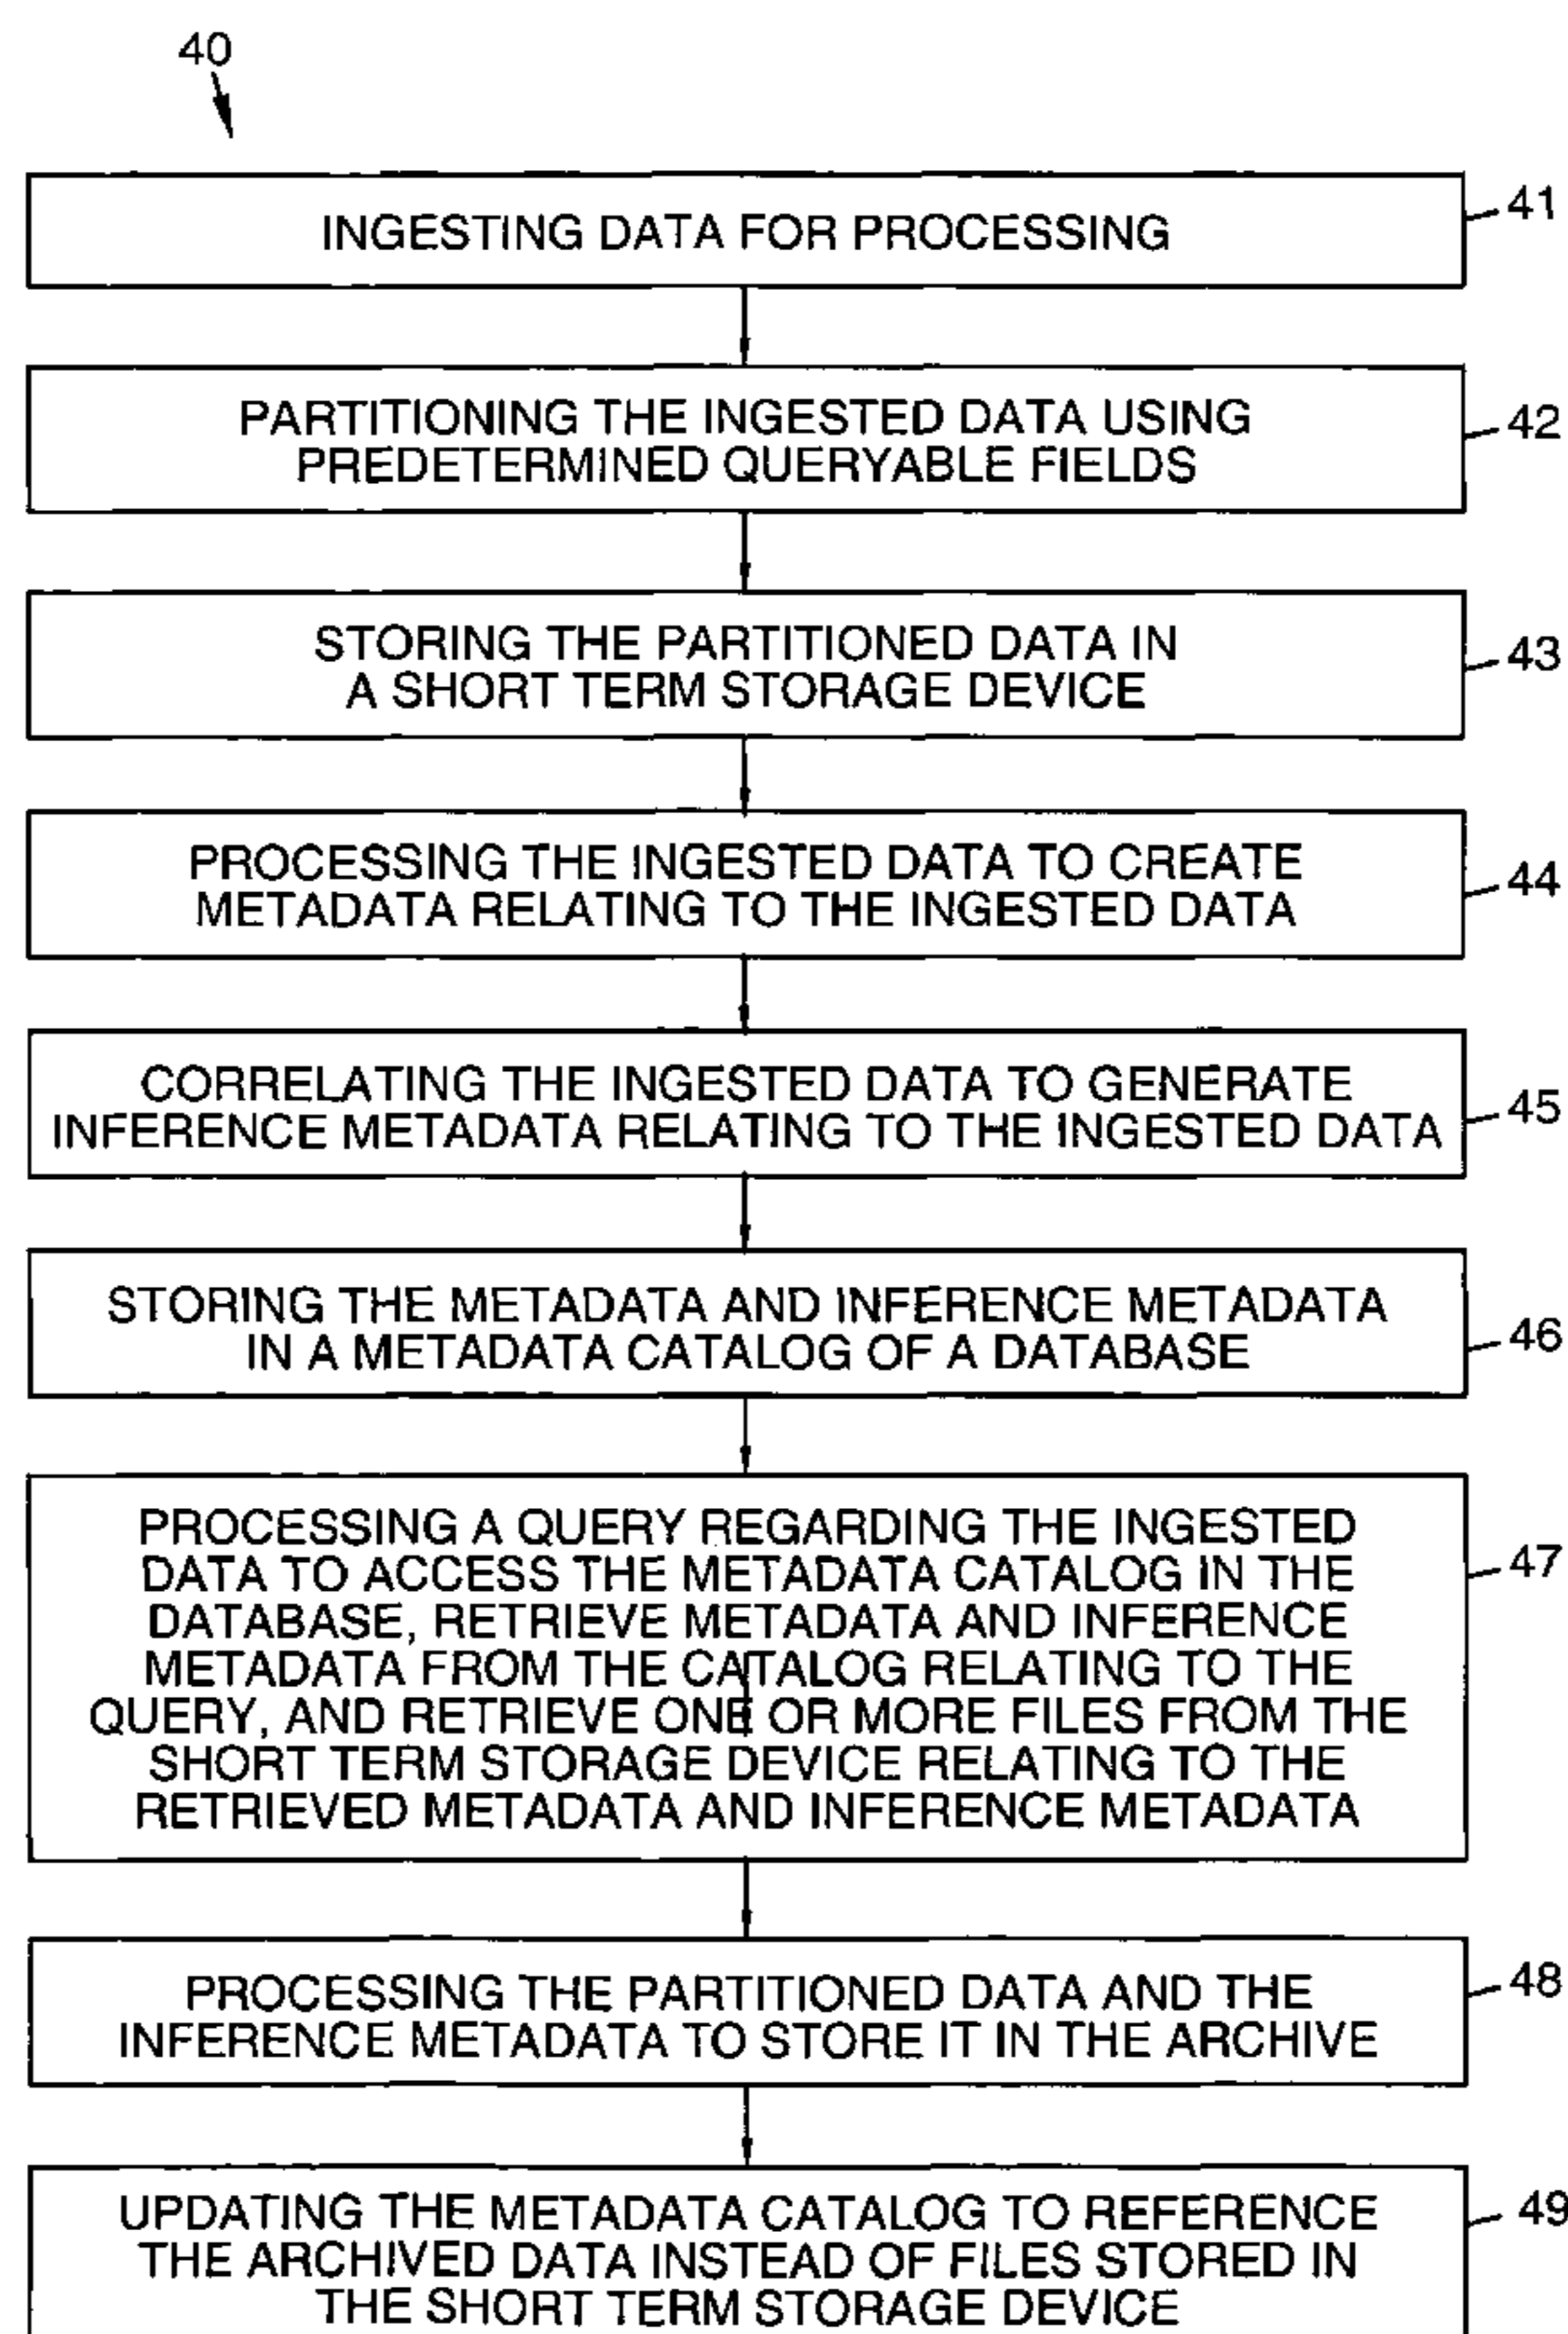 40
INGESTING DATA FOR PROCESSING
41
PARTITIONING THE INGESTED DATA USING
PREDETERMINED QUERYABLE FIELDS
42
STORING THE PARTITIONED DATA IN
A SHORT TERM STORAGE DEVICE
43
PROCESSING THE INGESTED DATA TO CREATE
METADATA RELATING TO THE INGESTED DATA
44
CORRELATING THE INGESTED DATA TO GENERATE
INFERENCE METADATA RELATING TO THE INGESTED DATA
45
STORING THE METADATA AND INFERENCE METADATA
IN A METADATA CATALOG OF A DATABASE
46
PROCESSING A QUERY REGARDING THE INGESTED
DATA TO ACCESS THE METADATA CATALOG IN THE
DATABASE, RETRIEVE METADATA AND INFERENCE
METADATA FROM THE CATALOG RELATING TO THE
QUERY, AND RETRIEVE ONE OR MORE FILES FROM THE
SHORT TERM STORAGE DEVICE RELATING TO THE
RETRIEVED METADATA AND INFERENCE METADATA
47
PROCESSING THE PARTITIONED DATA AND THE
INFERENCE METADATA TO STORE IT IN THE ARCHIVE
48
UPDATING THE METADATA CATALOG TO REFERENCE
THE ARCHIVED DATA INSTEAD OF FILES STORED IN
THE SHORT TERM STORAGE DEVICE
49